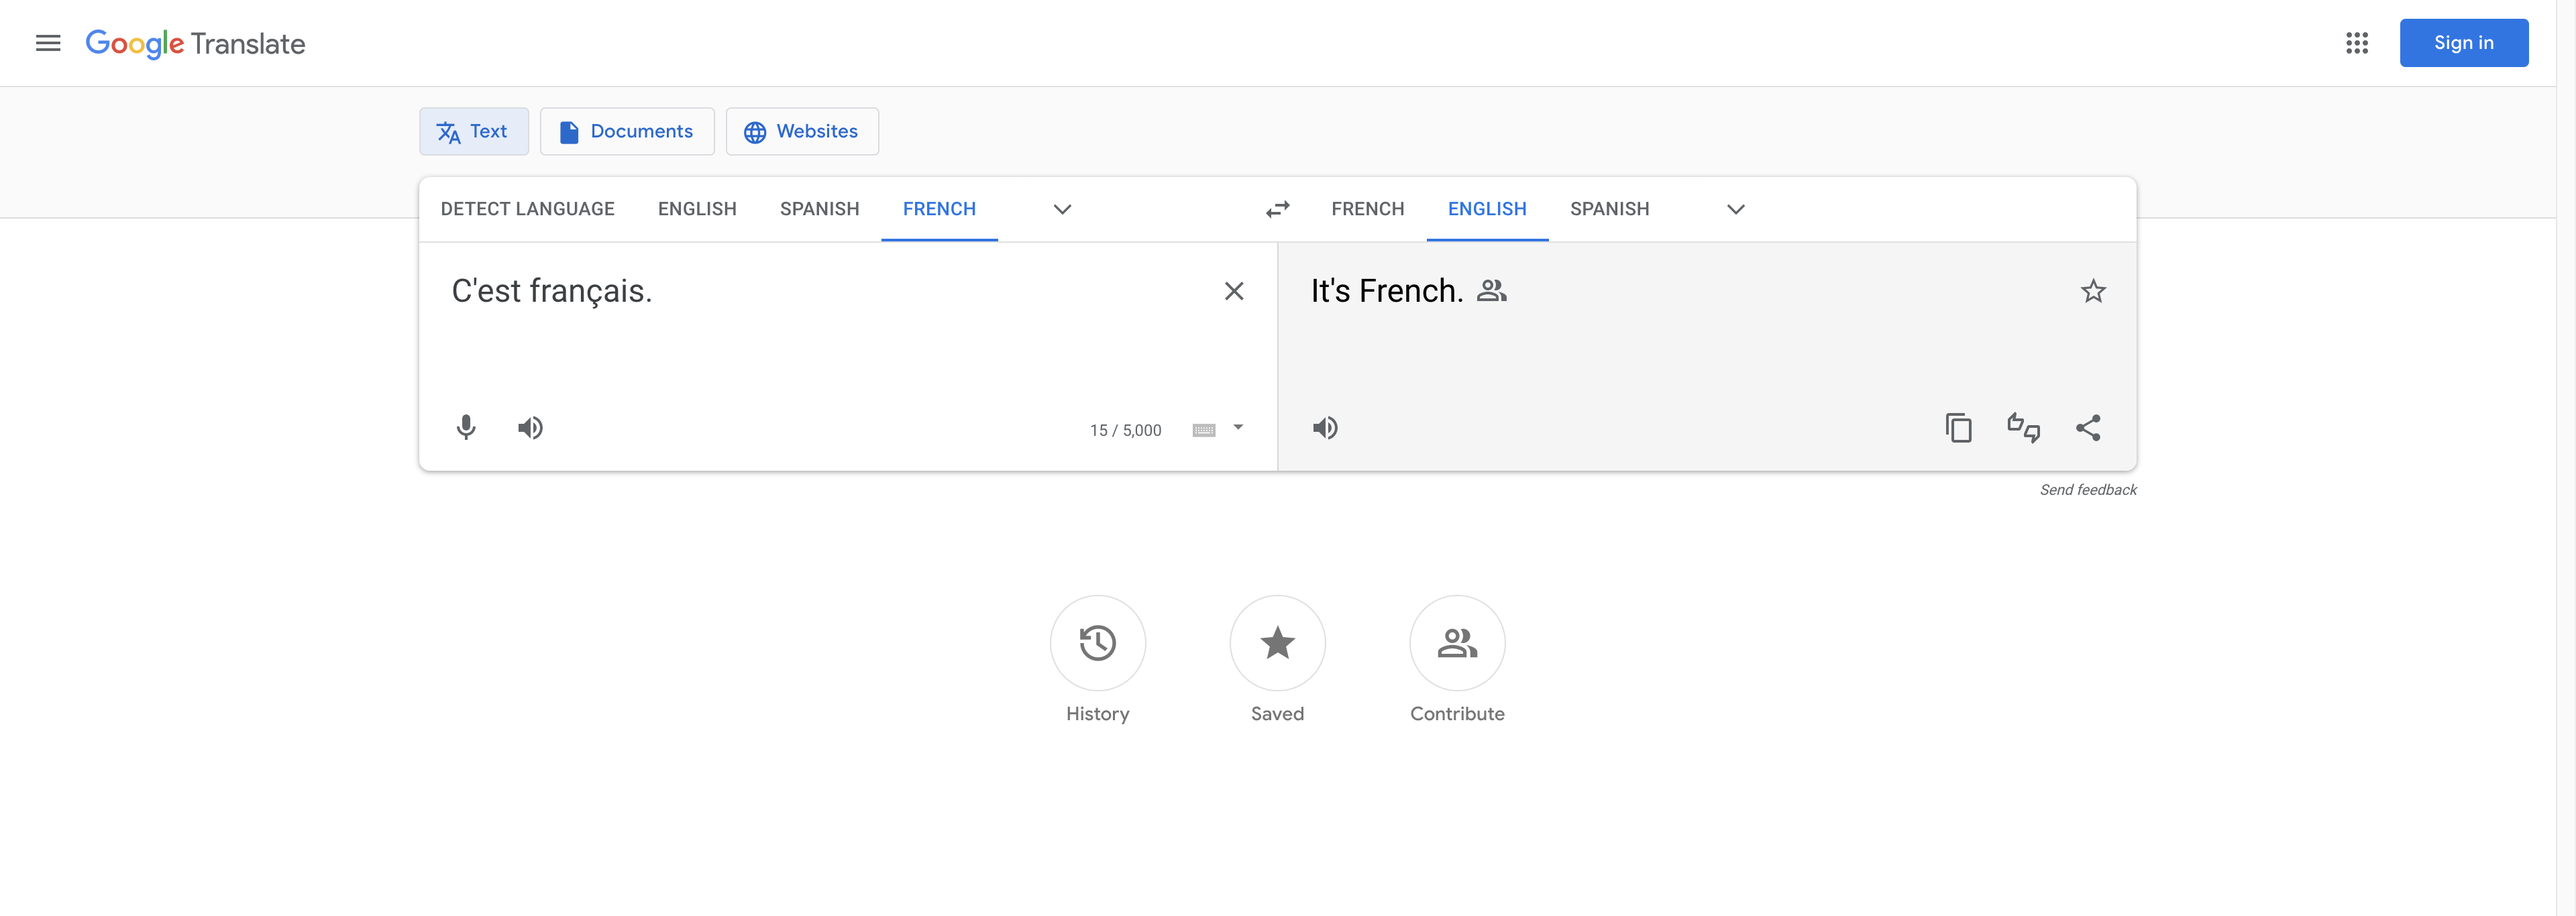 Google Translate
Sign in
Text
Documents
Websites
DETECT LANGUAGE
ENGLISH
SPANISH
FRENCH
FRENCH
ENGLISH
SPANISH
C'est français.
It's French.
15 / 5,000
Send feedback
History
Saved
Contribute